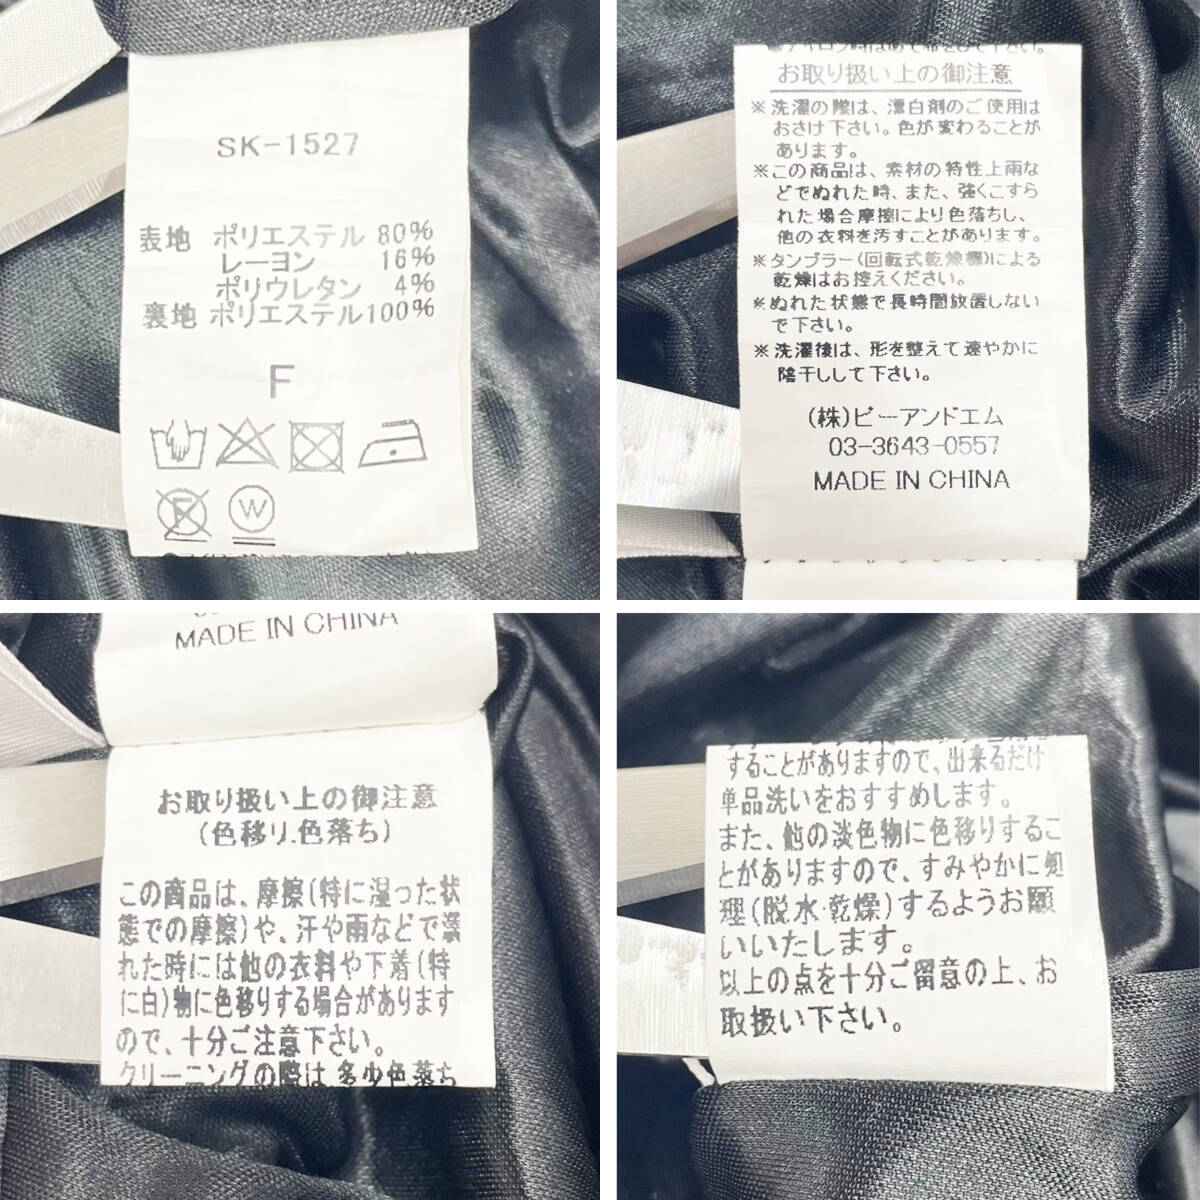 SK-1527
表地 ポリエステル 80%
レーヨン 16%
ポリウレタン 4%
裏地 ポリエステル100%
F
W
お取り扱い上の御注意
※洗濯の際は、漂白剤のご使用は
おさけ下さい。色が変わることが
あります。
※この商品は、素材の特性上雨な
どでぬれた時、また、強くこすら
れた場合摩擦により色落ちし、
他の衣料を汚すことがあります。
※タンブラー(回転式乾燥機)による
乾燥はお控えください。
※ぬれた状態で長時間放置しない
で下さい。
※洗濯後は、形を整えて速やかに
陰干しして下さい。
(株)ビーアンドエム
03-3643-0557
MADE IN CHINA
MADE IN CHINA
お取り扱い上の御注意
(色移り.色落ち)
この商品は、摩擦(特に湿った状
態での摩擦)や、汗や雨などで濡
れた時には他の衣料や下着(特
に白)物に色移りする場合があります
ので、十分ご注意下さい。
クリーニングの際は多少色落ち
することがありますので、出来るだけ
単品洗いをおすすめします。
また、他の淡色物に色移りするこ
とがありますので、すみやかに処
理(脱水・乾燥)するようお願
いいたします。
以上の点を十分ご留意の上、お
取扱い下さい。